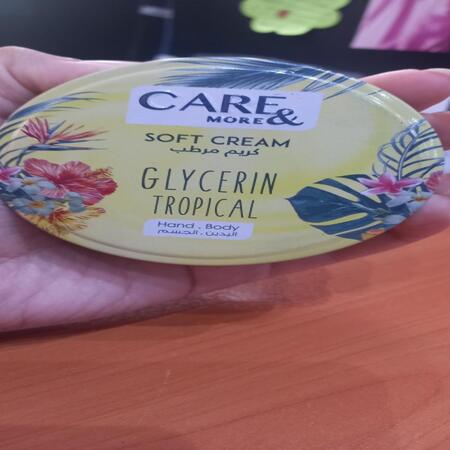 CARE &
MORE
SOFT CREAM
كريم مرطب
GLYCERIN
TROPICAL
Hand . Body
اليدين . الجسم